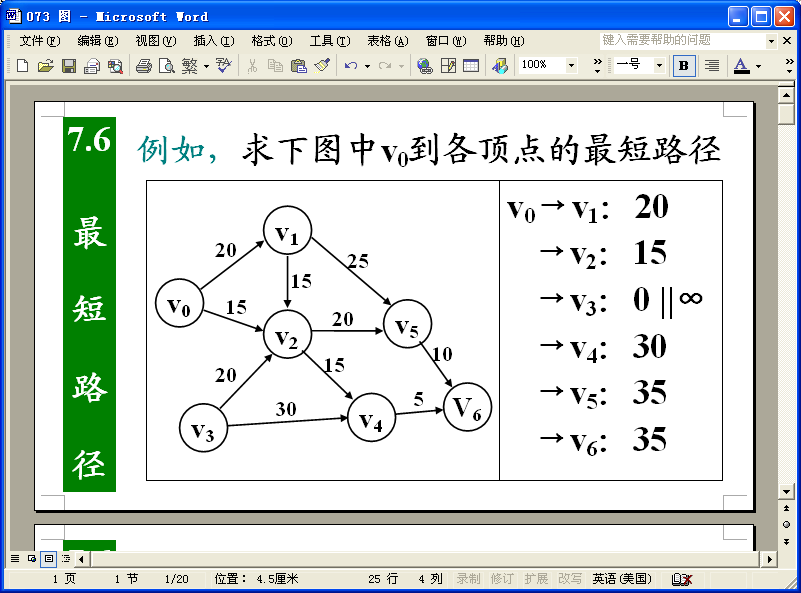 073 图 - Microsoft Word
文件(F) 编辑(E) 视图(V) 插入(I) 格式(O) 工具(T) 表格(A) 窗口(W) 帮助(H) 键入需要帮助的问题
繁 100% 一号 B A
7.6
最
短
路
径
例如，求下图中v0到各顶点的最短路径
v1
20
25
15
v0
15
20
v5
v2
15
10
20
30
5
V6
v4
v3
v0→v1: 20
→v2: 15
→v3: 0 ||∞
→v4: 30
→v5: 35
→v6: 35
1 页 1 节 1/20 位置: 4.5厘米 25 行 4 列 录制 修订 扩展 改写 英语(美国)